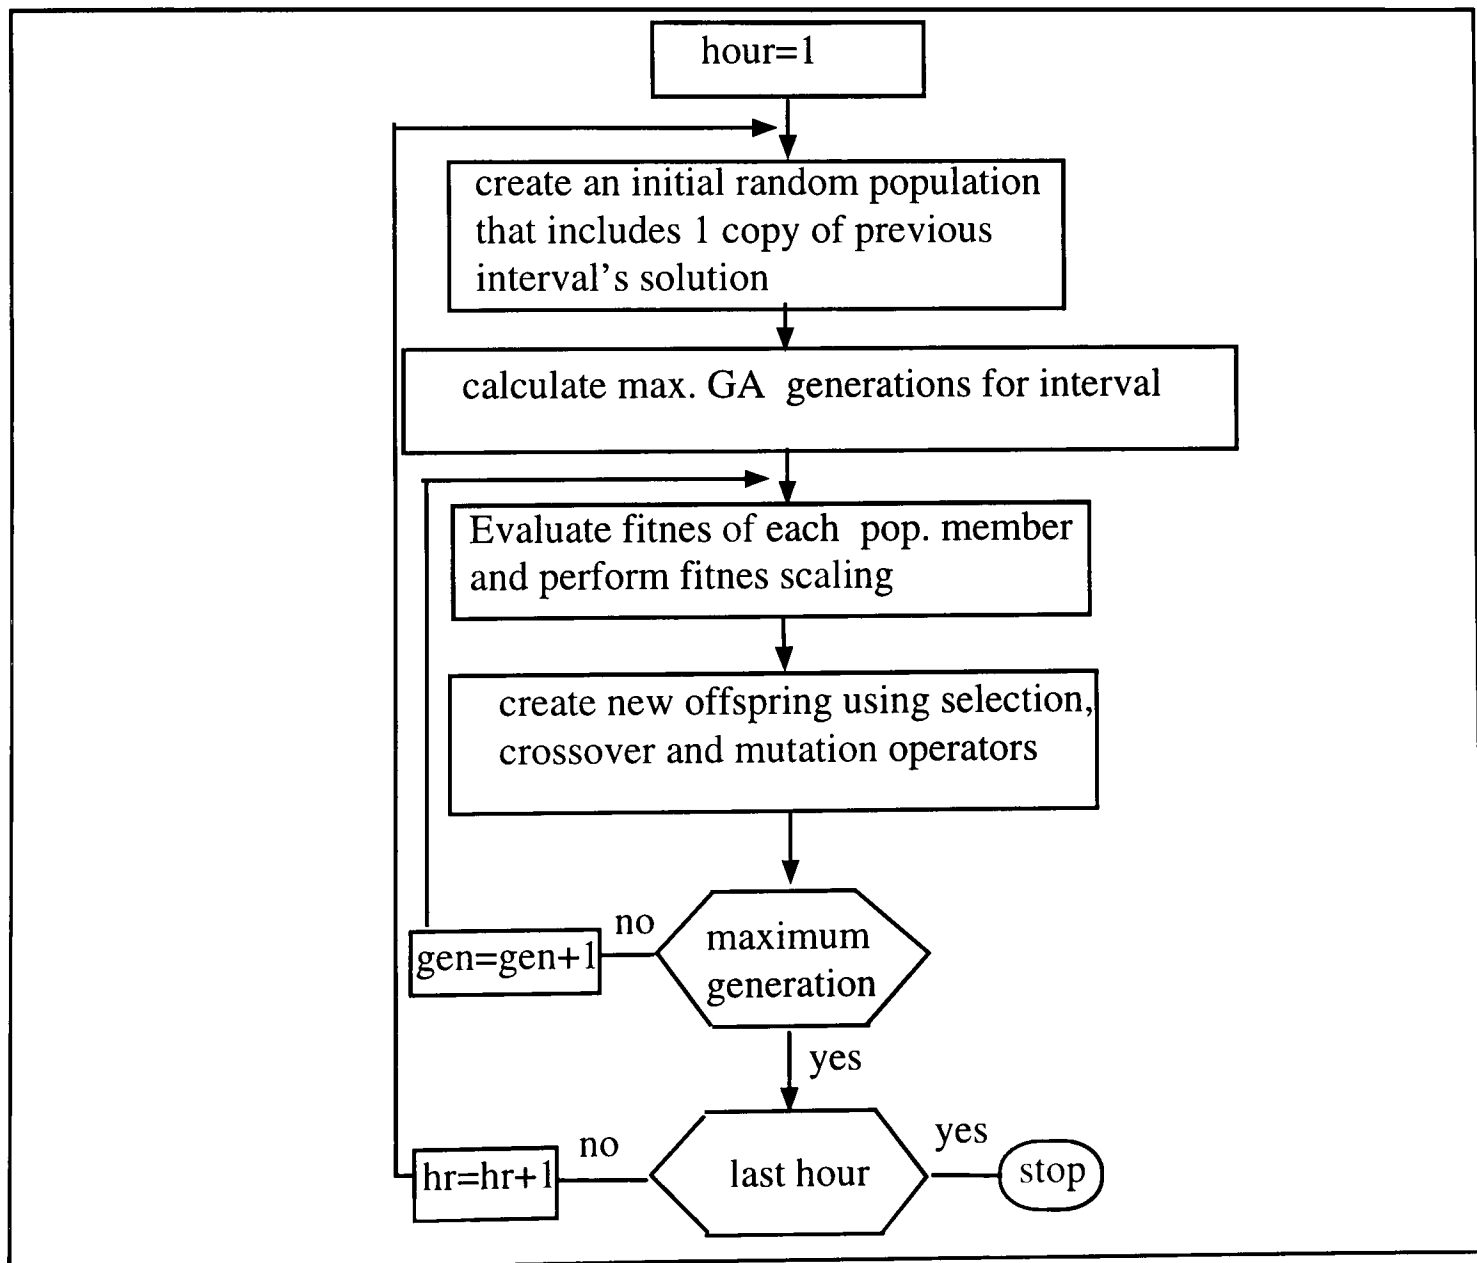 hour=1
create an initial random population
that includes 1 copy of previous
interval's solution
calculate max. GA generations for interval
Evaluate fitnes of each pop. member
and perform fitnes scaling
create new offspring using selection,
crossover and mutation operators
no
maximum
generation
gen=gen+1
yes
no
yes
hr=hr+1
last hour
stop